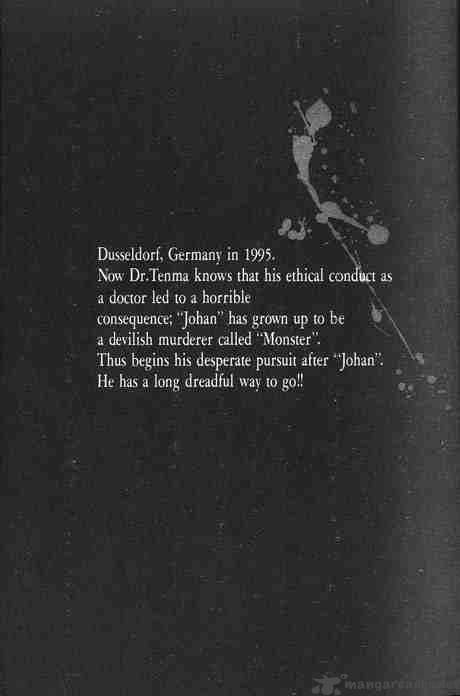 Dusseldorf, Germany in 1995.
Now Dr.Tenma knows that his ethical conduct as
a doctor led to a horrible
consequence; "Johan" has grown up to be
a devilish murderer called "Monster".
Thus begins his desperate pursuit after "Johan".
He has a long dreadful way to go!!